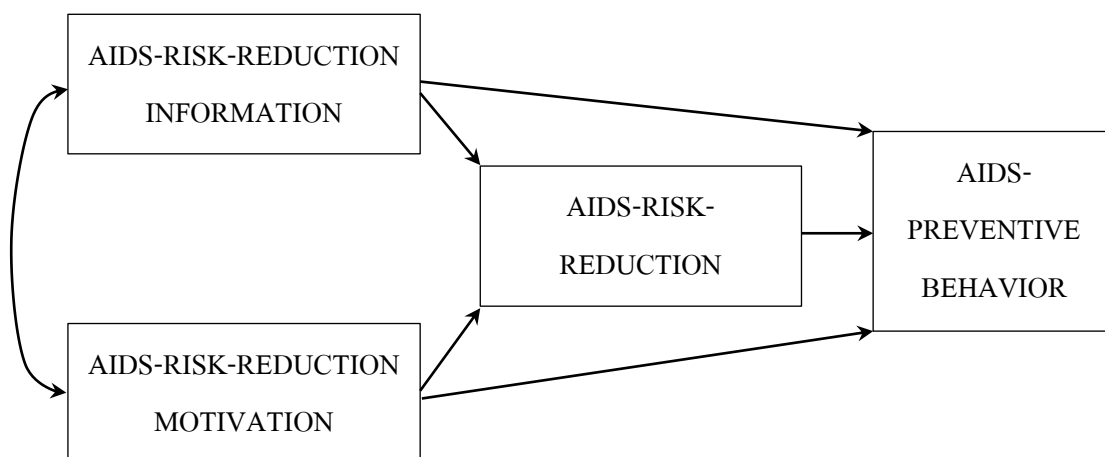 AIDS-RISK-REDUCTION
INFORMATION
AIDS-RISK-
REDUCTION
AIDS-
PREVENTIVE
BEHAVIOR
AIDS-RISK-REDUCTION
MOTIVATION